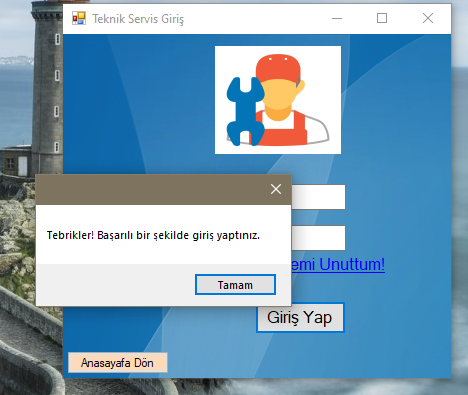 Teknik Servis Giriş
Tebrikler! Başarılı bir şekilde giriş yaptınız.
Tamam
emi Unuttum!
Giriş Yap
Anasayafa Dön